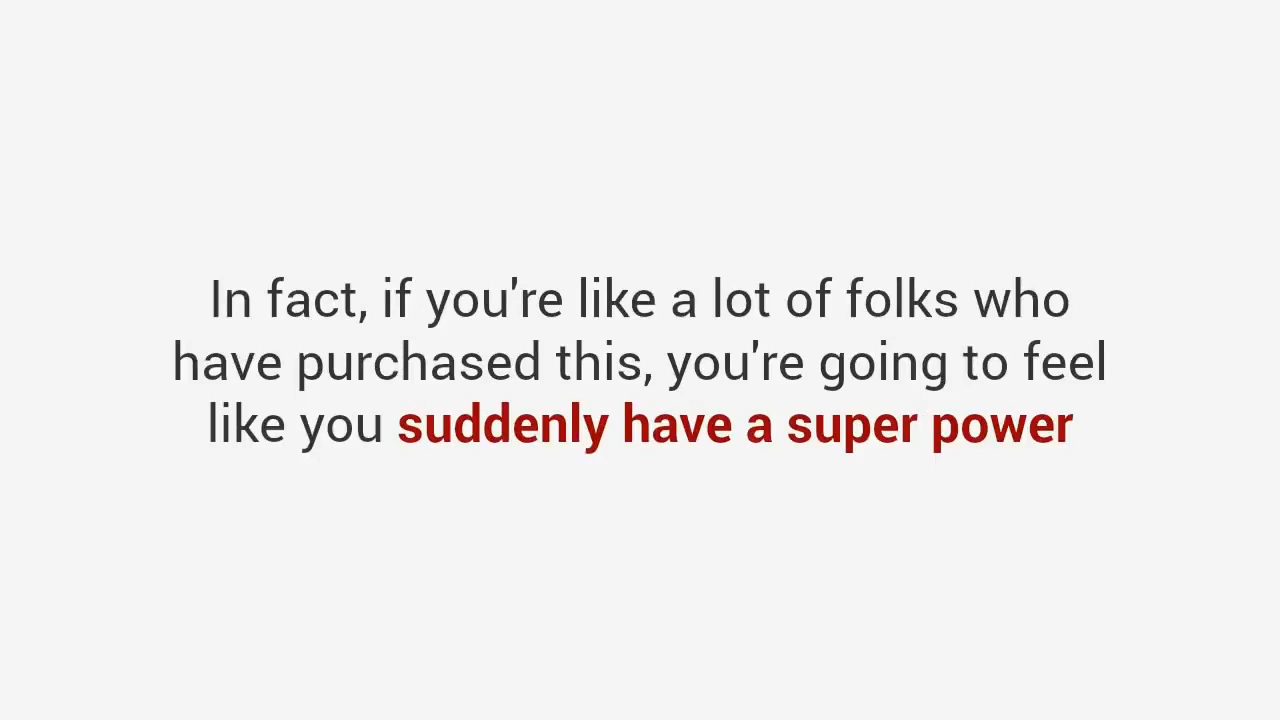 In fact, if you're like a lot of folks who
have purchased this, you're going to feel
like you suddenly have a super power